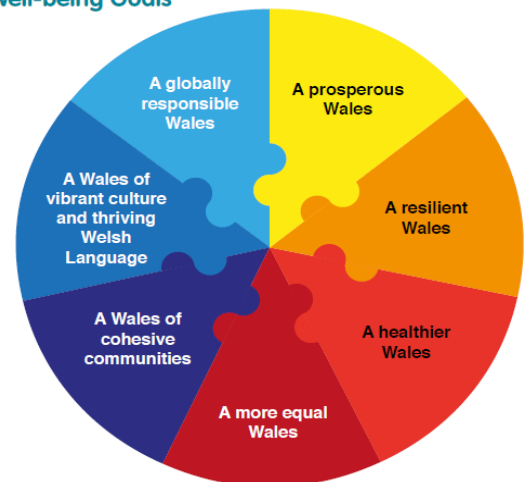 Well-being Goals
A prosperous
Wales
A resilient
Wales
A healthier
Wales
A more equal
Wales
A Wales of
cohesive
communities
A Wales of
vibrant culture
and thriving
Welsh
Language
A globally
responsible
Wales